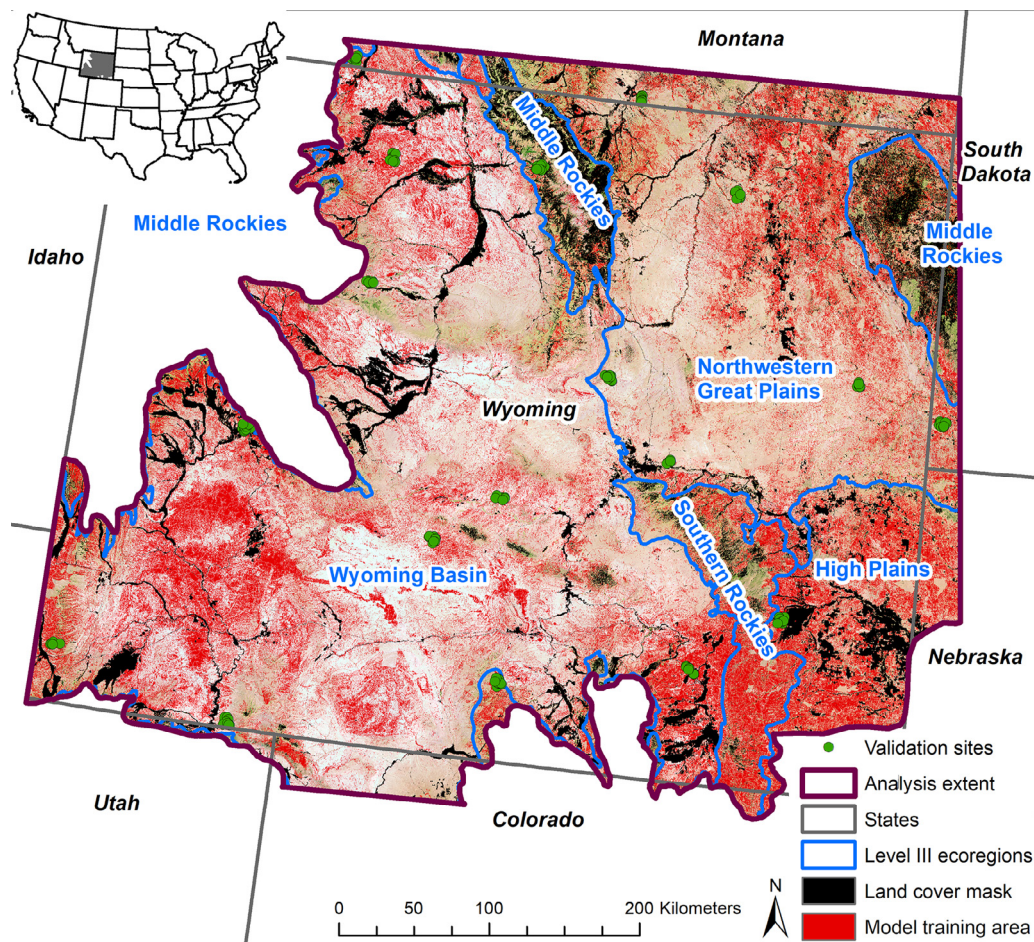 Montana
South
Dakota
Middle Rockies
Middle Rockies
Middle
Rockies
Idaho
Northwestern
Great Plains
Wyoming
Southern Rockies
High Plains
Wyoming Basin
Nebraska
Utah
Colorado
Validation sites
Analysis extent
States
Level III ecoregions
Land cover mask
Model training area
N
0 50 100 200 Kilometers